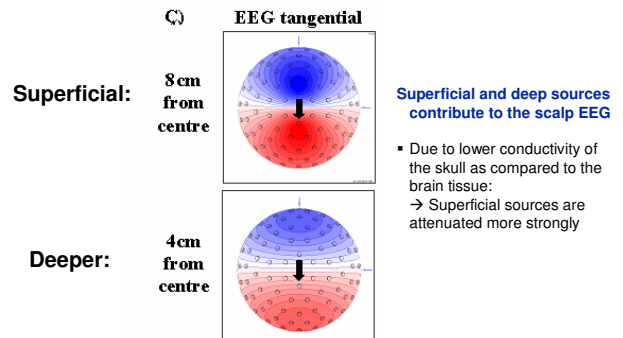 C)
EEG tangential
Superficial:
8cm
from
centre
Deeper:
4cm
from
centre
Superficial and deep sources
contribute to the scalp EEG
▪ Due to lower conductivity of
the skull as compared to the
brain tissue:
→ Superficial sources are
attenuated more strongly